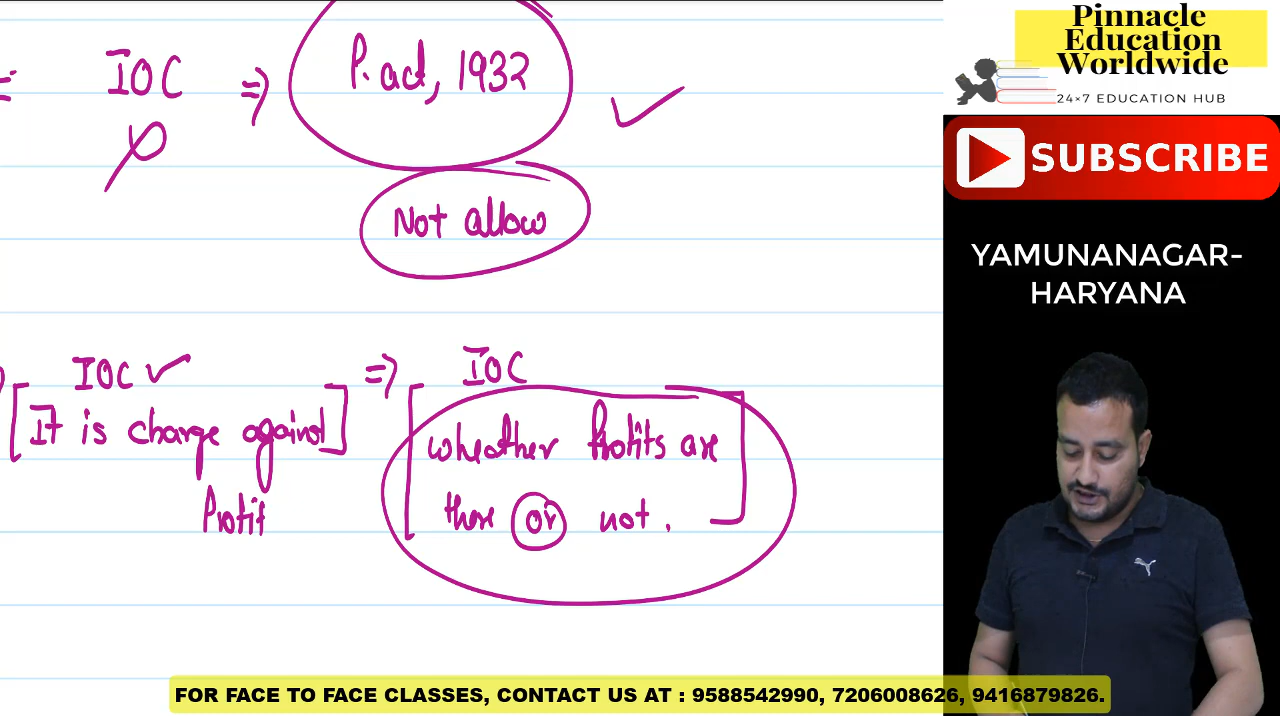 IOC => P. act, 1932
Not allow
IOC ✓ => IOC
[It is charge against Profit]
[wheather Profits are
there or not.]
Pinnacle
Education
Worldwide
24×7 EDUCATION HUB
SUBSCRIBE
YAMUNANAGAR-
HARYANA
FOR FACE TO FACE CLASSES, CONTACT US AT : 9588542990, 7206008626, 9416879826.